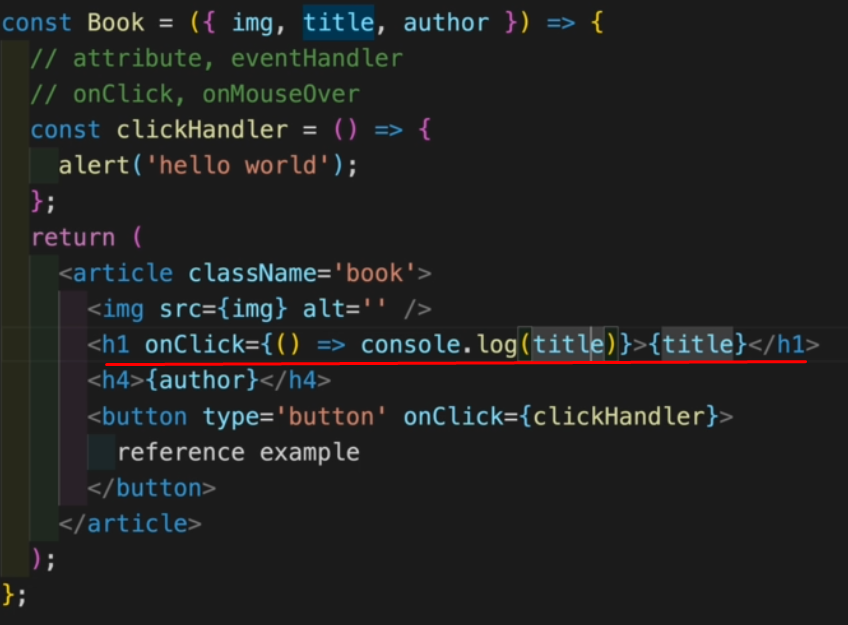 const Book = ({ img, title, author }) => {
// attribute, eventHandler
// onClick, onMouseOver
const clickHandler = () => {
alert('hello world');
};
return (
<article className='book'>
<img src={img} alt='' />
<h1 onClick={() => console.log(title)}>{title}</h1>
<h4>{author}</h4>
<button type='button' onClick={clickHandler}>
reference example
</button>
</article>
);
};